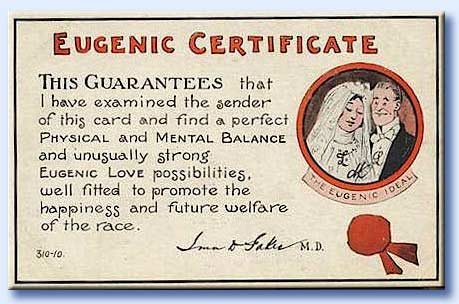 EUGENIC CERTIFICATE
THIS GUARANTEES that
I have examined the sender
of this card and find a perfect
PHYSICAL and MENTAL BALANCE
and unusually strong
EUGENIC LOVE possibilities,
well fitted to promote the
happiness and future welfare
of the race.
THE EUGENIC IDEAL
M.D.
310-10.